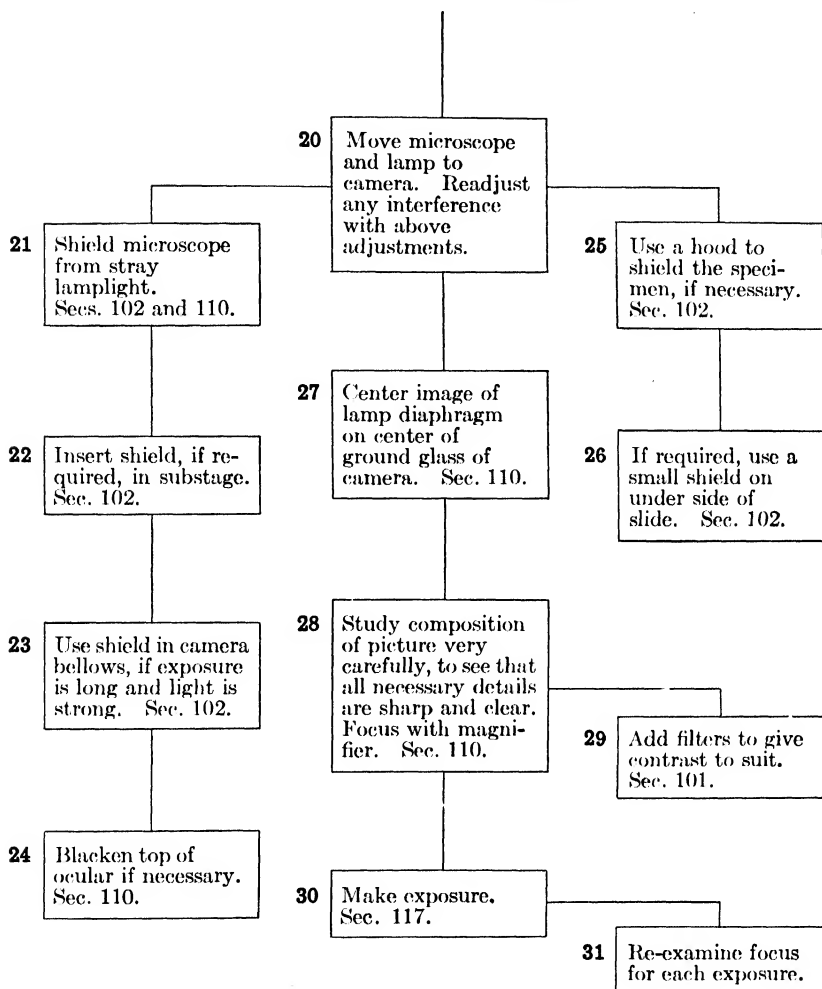 20 Move microscope
and lamp to
camera. Readjust
any interference
with above
adjustments.
21 Shield microscope
from stray
lamplight.
Secs. 102 and 110.
22 Insert shield, if re-
quired, in substage.
Sec. 102.
23 Use shield in camera
bellows, if exposure
is long and light is
strong. Sec. 102.
24 Blacken top of
ocular if necessary.
Sec. 110.
25 Use a hood to
shield the speci-
men, if necessary.
Sec. 102.
26 If required, use a
small shield on
under side of
slide. Sec. 102.
27 Center image of
lamp diaphragm
on center of
ground glass of
camera. Sec. 110.
28 Study composition
of picture very
carefully, to see that
all necessary details
are sharp and clear.
Focus with magni-
fier. Sec. 110.
29 Add filters to give
contrast to suit.
Sec. 101.
30 Make exposure.
Sec. 117.
31 Re-examine focus
for each exposure.